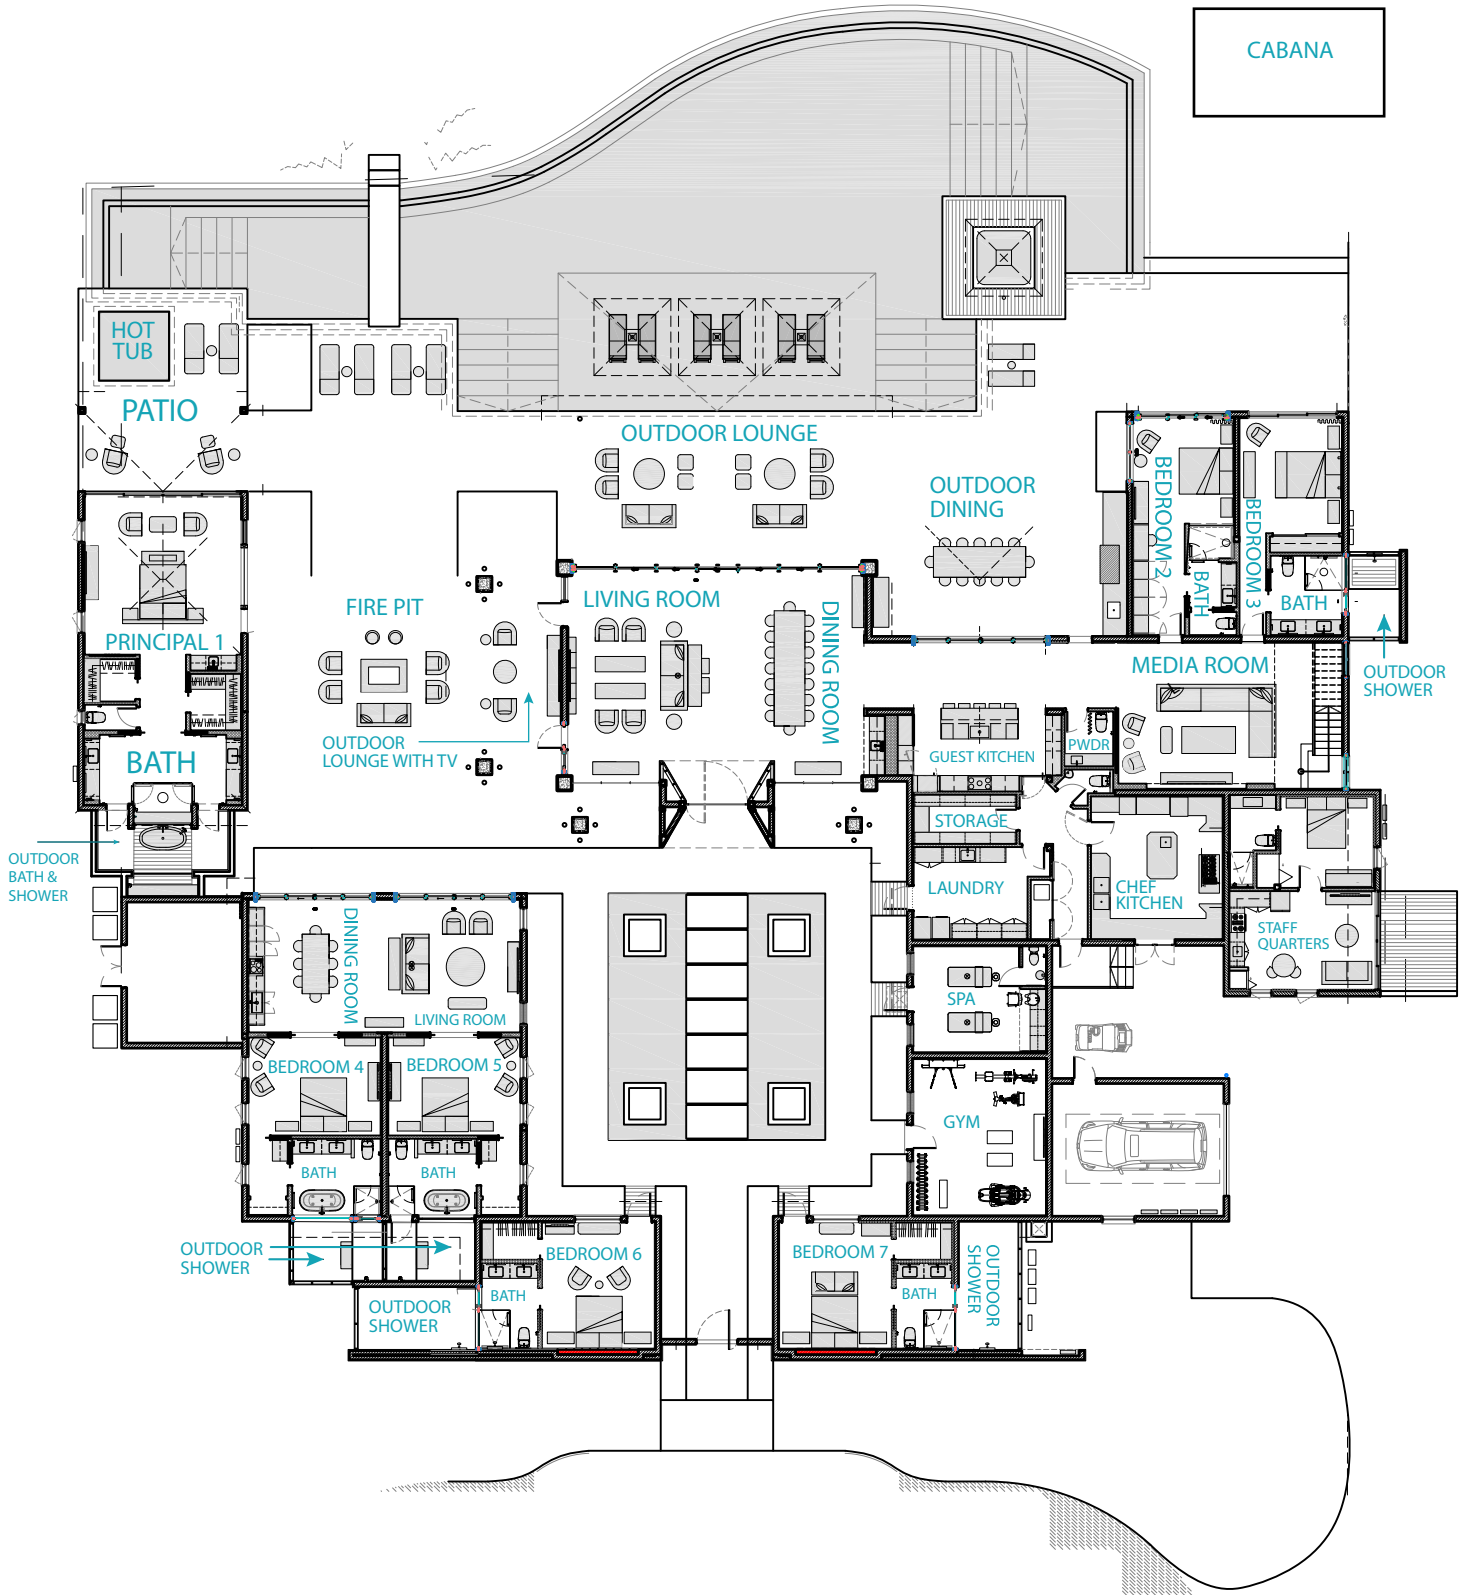 CABANA
HOT
TUB
PATIO
OUTDOOR LOUNGE
OUTDOOR
DINING
BEDROOM 2
BATH
BEDROOM 3
BATH
OUTDOOR
SHOWER
PRINCIPAL 1
BATH
OUTDOOR
BATH &
SHOWER
FIRE PIT
OUTDOOR
LOUNGE WITH TV
LIVING ROOM
DINING ROOM
GUEST KITCHEN
PWDR
MEDIA ROOM
STORAGE
LAUNDRY
CHEF
KITCHEN
STAFF
QUARTERS
SPA
GYM
DINING ROOM
LIVING ROOM
BEDROOM 4
BEDROOM 5
BATH
BATH
OUTDOOR
SHOWER
OUTDOOR
SHOWER
BEDROOM 6
BATH
BEDROOM 7
BATH
OUTDOOR
SHOWER